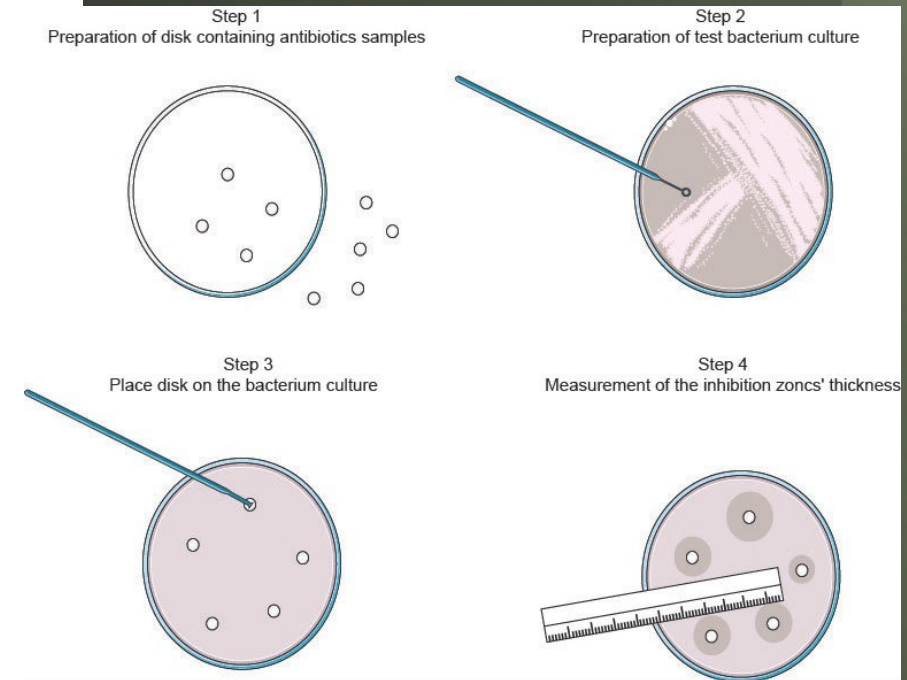 Step 1
Preparation of disk containing antibiotics samples
Step 2
Preparation of test bacterium culture
Step 3
Place disk on the bacterium culture
Step 4
Measurement of the inhibition zoncs' thickness